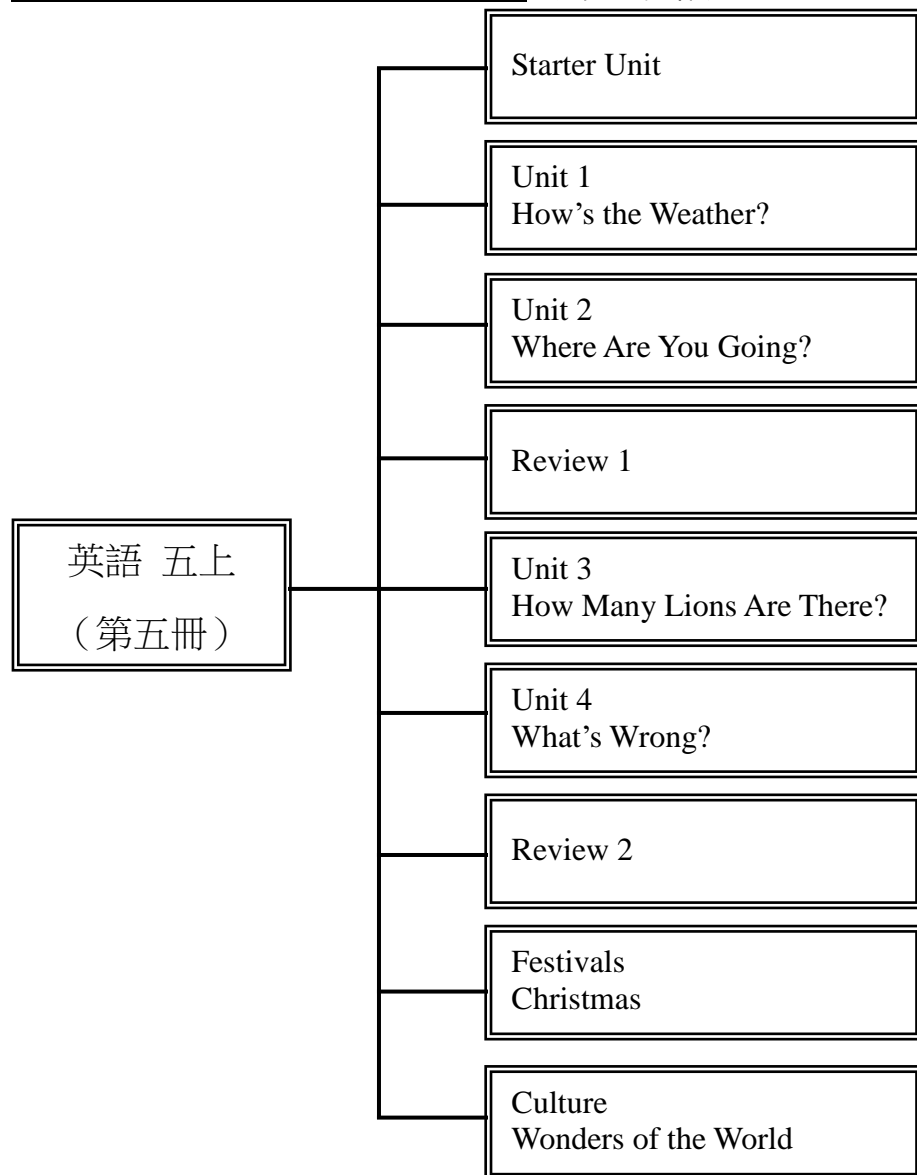 Starter Unit
Unit 1
How’s the Weather?
Unit 2
Where Are You Going?
Review 1
英語 五上
（第五冊）
Unit 3
How Many Lions Are There?
Unit 4
What’s Wrong?
Review 2
Festivals
Christmas
Culture
Wonders of the World